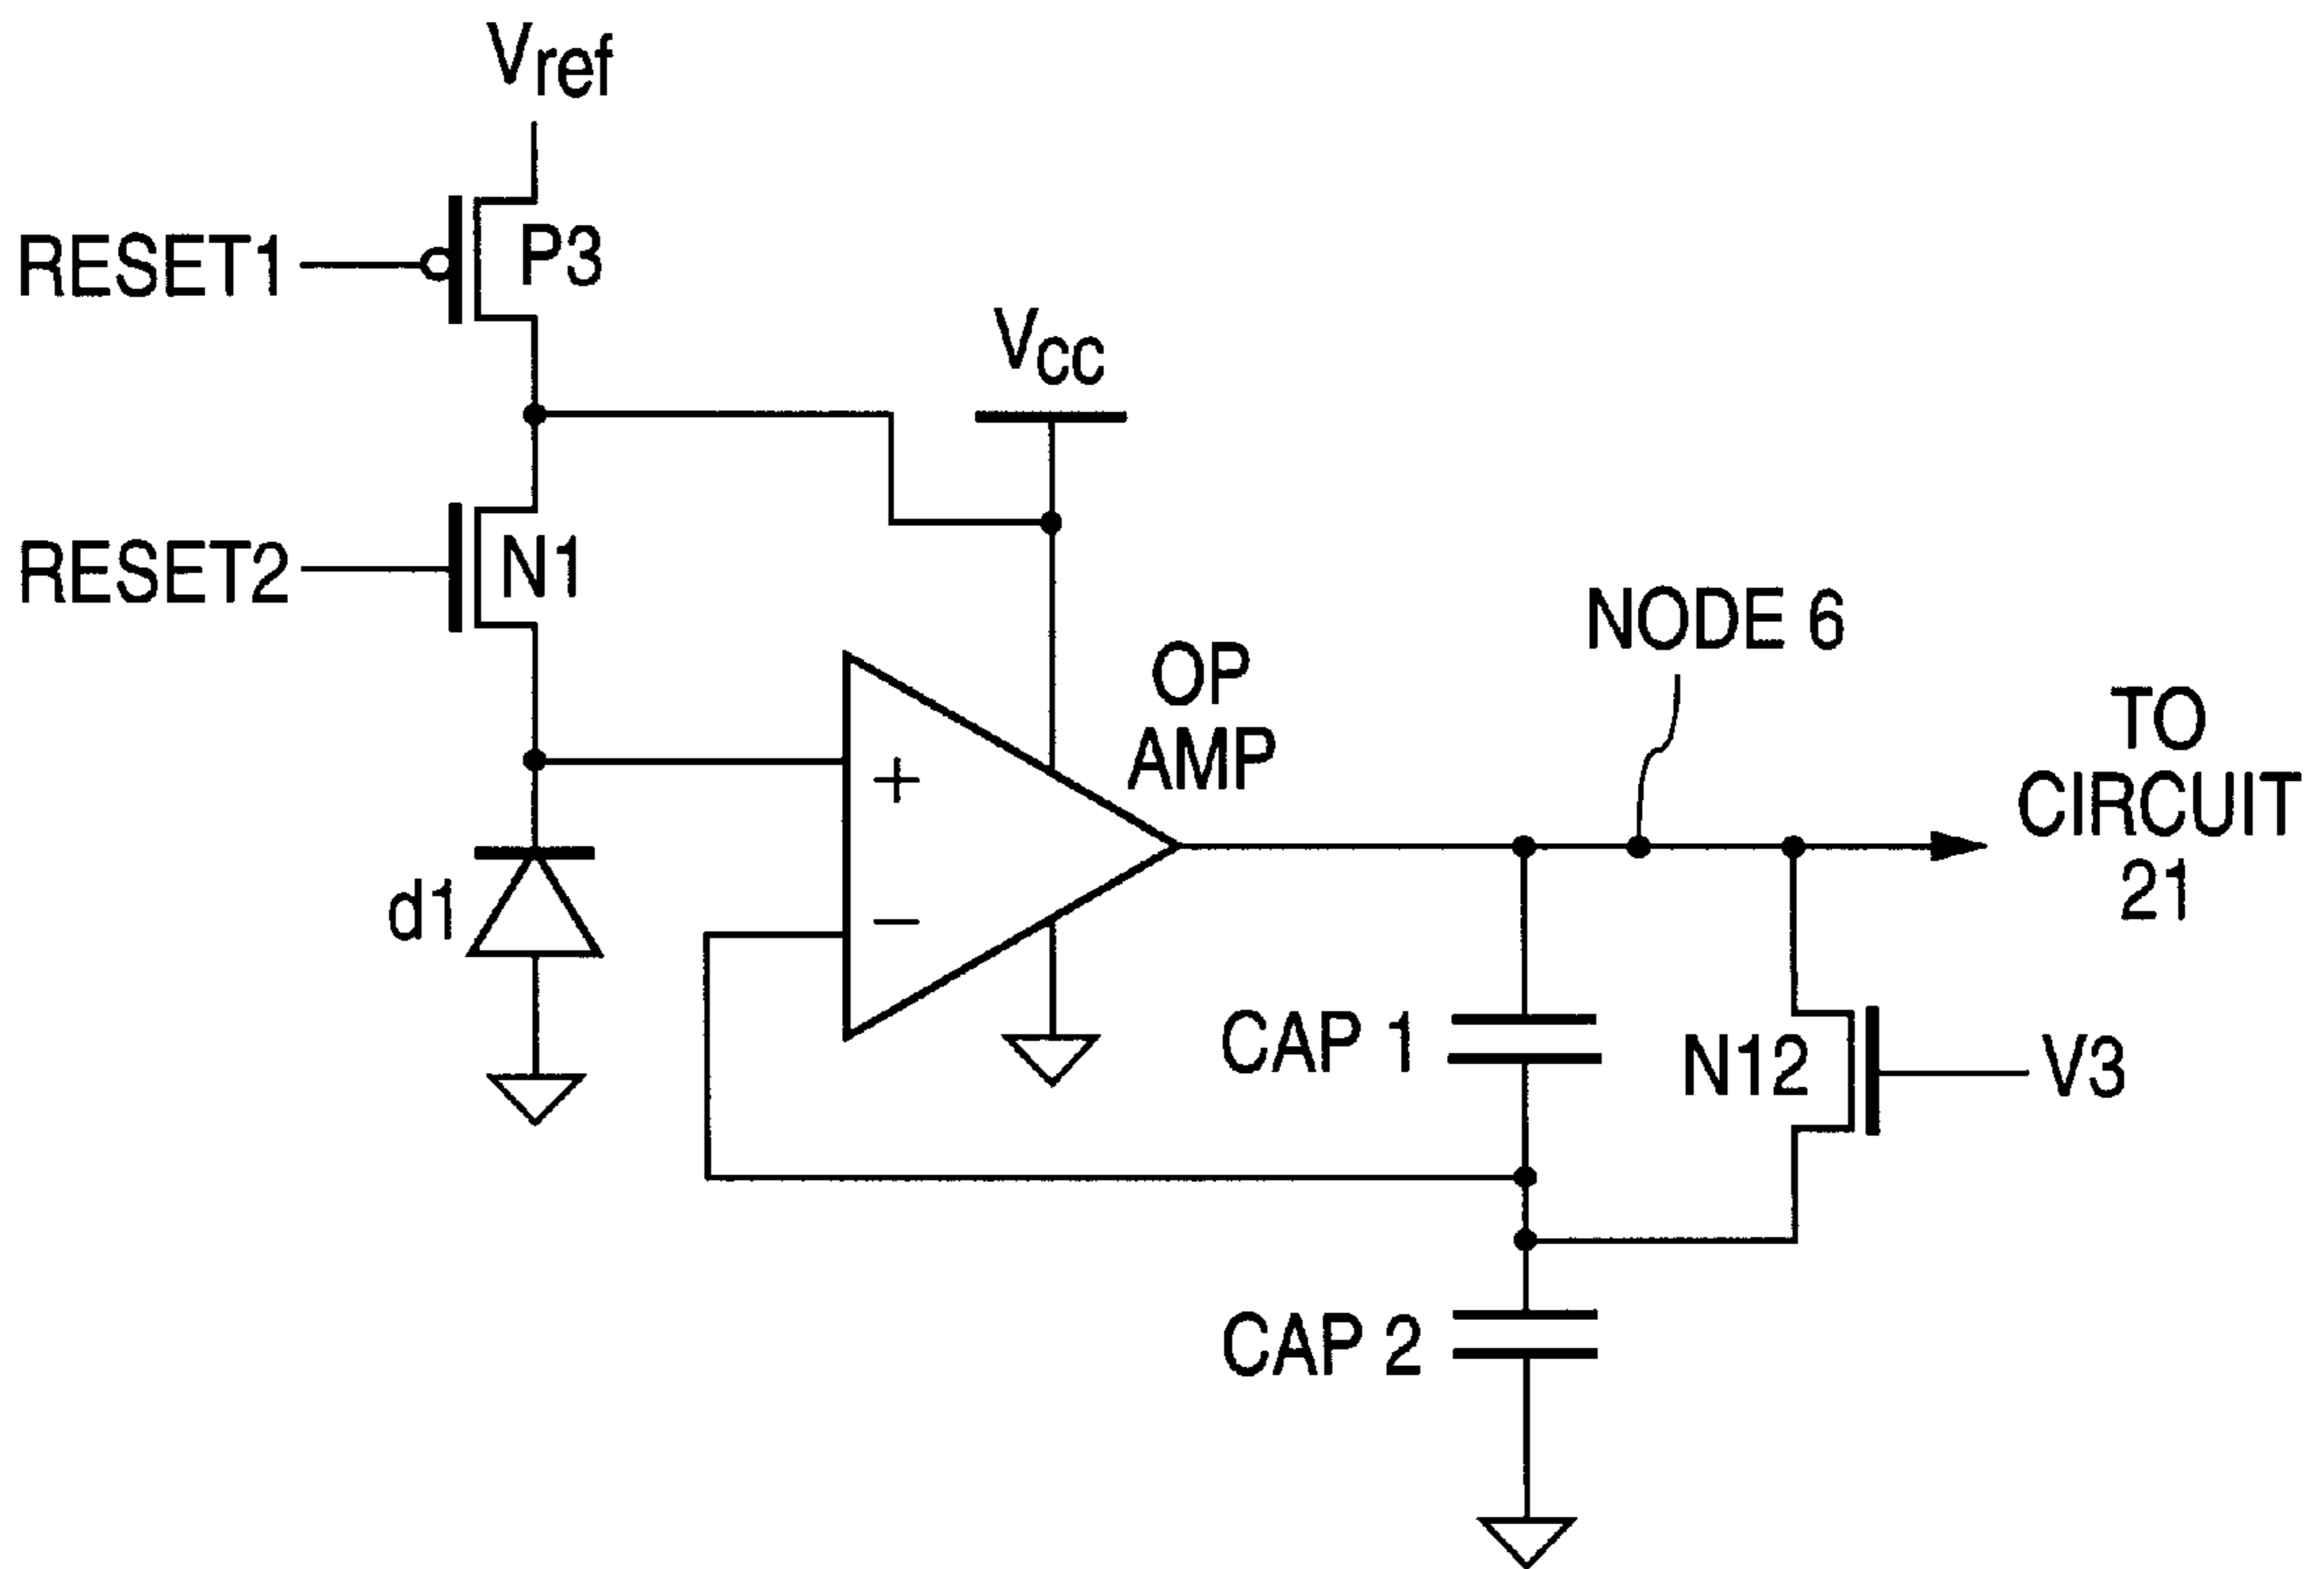 Vref
RESET1
P3
VCC
RESET2
N1
OP
AMP
NODE 6
TO
CIRCUIT
21
+
−
d1
CAP 1
N12
V3
CAP 2